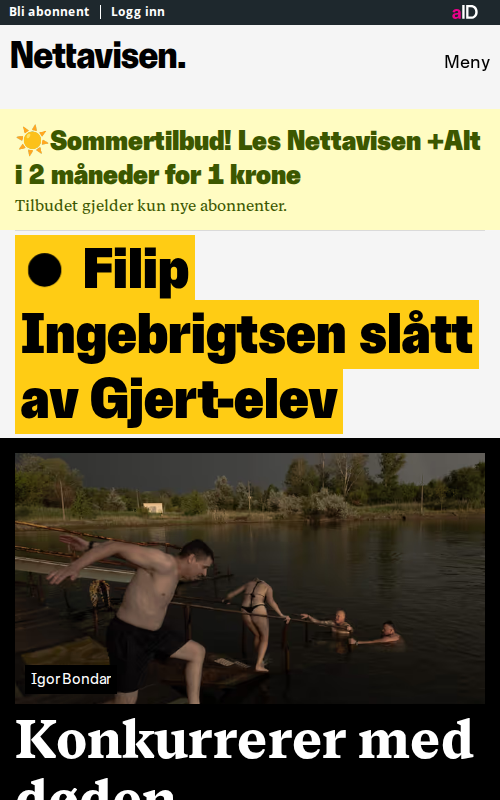 Bli abonnent | Logg inn
aID
Nettavisen.
Meny
☀️Sommertilbud! Les Nettavisen +Alt
i 2 måneder for 1 krone
Tilbudet gjelder kun nye abonnenter.
● Filip
Ingebrigtsen slått
av Gjert-elev
Igor Bondar
Konkurrerer med
døden